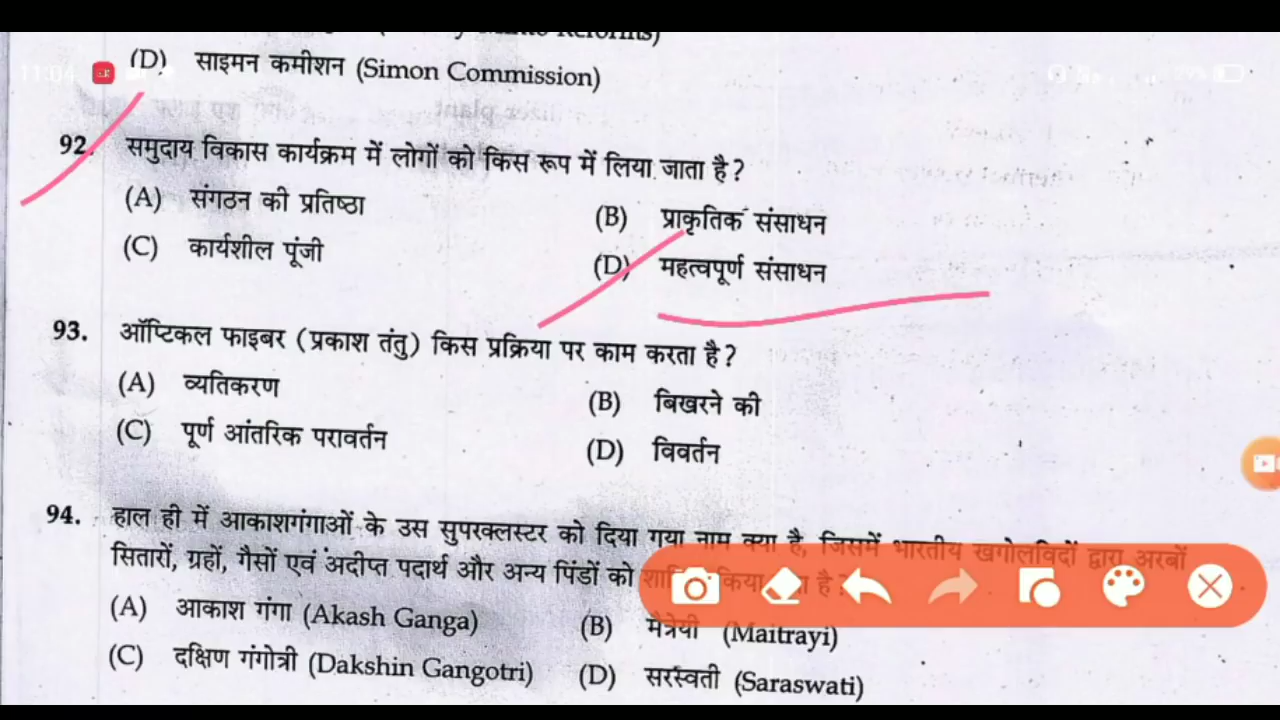 Reforms)
(D) साइमन कमीशन (Simon Commission)
11:04
92. समुदाय विकास कार्यक्रम में लोगों को किस रूप में लिया जाता है ?
(A) संगठन की प्रतिष्ठा (B) प्राकृतिक संसाधन
(C) कार्यशील पूंजी (D) महत्वपूर्ण संसाधन
93. ऑप्टिकल फाइबर (प्रकाश तंतु) किस प्रक्रिया पर काम करता है ?
(A) व्यतिकरण (B) बिखरने की
(C) पूर्ण आंतरिक परावर्तन (D) विवर्तन
94. हाल ही में आकाशगंगाओं के उस सुपरक्लस्टर को दिया गया नाम क्या है, जिसमें भारतीय खगोलविदों द्वारा अरबों
सितारों, ग्रहों, गैसों एवं अदीप्त पदार्थ और अन्य पिंडों को किया है ?
(A) आकाश गंगा (Akash Ganga) (B) मैत्रेयी (Maitrayi)
(C) दक्षिण गंगोत्री (Dakshin Gangotri) (D) सरस्वती (Saraswati)